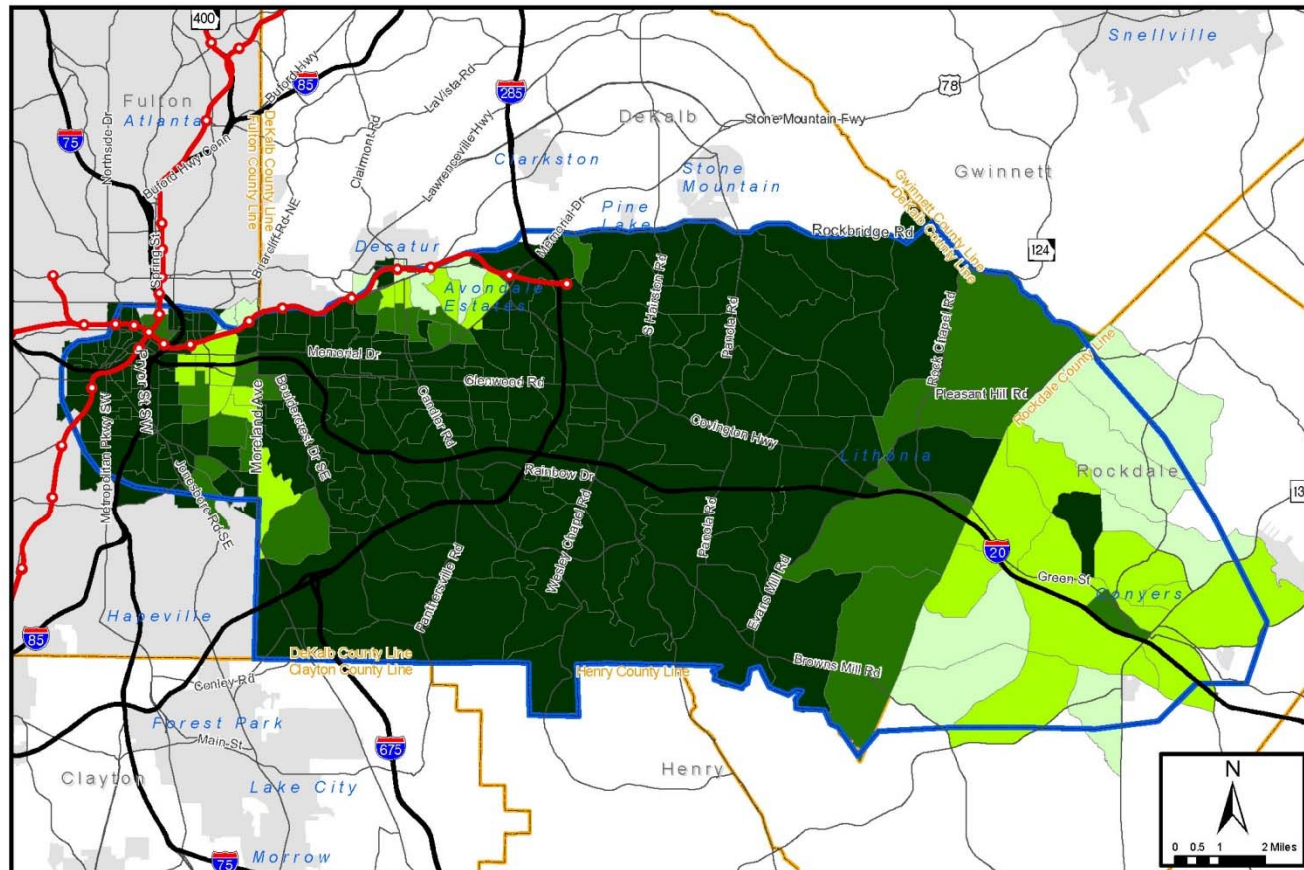 400
Snellville
Fulton
Atlanta
Northside-Dr
75
Buford Hwy Conn
Buford-Hwy
85
DeKalb County Line
Fulton County Line
LaVista-Rd
285
Clairmont-Rd
Lawrenceville-Hwy
DeKalb
78
Stone-Mountain-Fwy
Clarkston
Stone
Mountain
Gwinnett
Gwinnett County Line
DeKalb County Line
124
Spring-St
Briarcliff-Rd-NE
Decatur
Memorial-Dr
Pine
Lake
Rockbridge Rd
Avondale
Estates
S Hairston Rd
Panola Rd
Rock Chapel Rd
Rockdale County Line
Memorial Dr
Glenwood Rd
Pleasant Hill Rd
Pryor St SW
Metropolitan Pkwy SW
Jonesboro Rd-SE
Moreland Ave
Bouldercrest Dr SE
Candler Rd
Covington Hwy
Lithonia
Rockdale
13
Rainbow Dr
Wesley Chapel Rd
Panola Rd
20
Green St
Conyers
Panthersville Rd
Evans Mill Rd
Hapeville
85
DeKalb County Line
Clayton County Line
Henry County Line
Browns Mill Rd
Conley-Rd
Forest Park
Main-St
675
Clayton
Lake City
Henry
Morrow
75
N
0 0.5 1 2 Miles